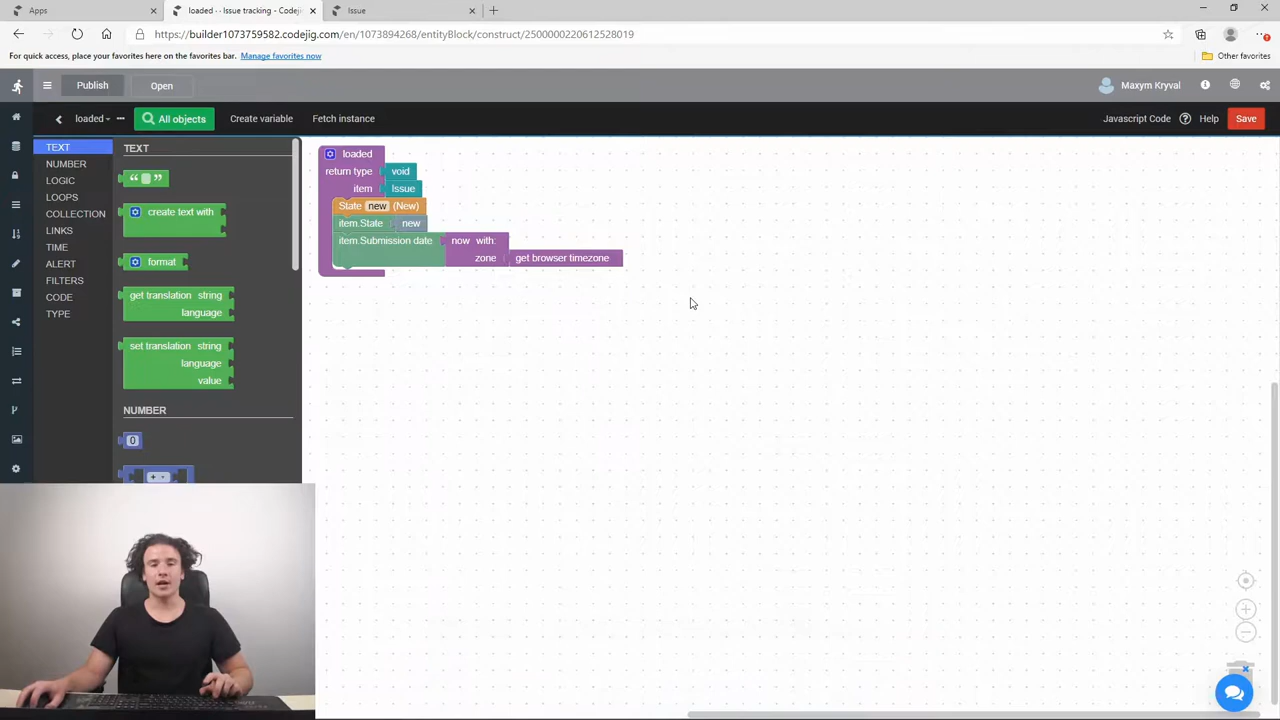 Apps
loaded · · Issue tracking - Codejig
Issue
https://builder1073759582.codejig.com/en/1073894268/entityBlock/construct/2500000220612528019
For quick access, place your favorites here on the favorites bar. Manage favorites now
Other favorites
Publish
Open
Maxym Kryval
loaded
All objects
Create variable
Fetch instance
Javascript Code
Help
Save
TEXT
NUMBER
LOGIC
LOOPS
COLLECTION
LINKS
TIME
ALERT
FILTERS
CODE
TYPE
TEXT
“ ”
create text with
format
get translation string
language
set translation string
language
value
NUMBER
0
+ -
loaded
return type void
item Issue
State new (New)
item.State new
item.Submission date now with:
zone get browser timezone